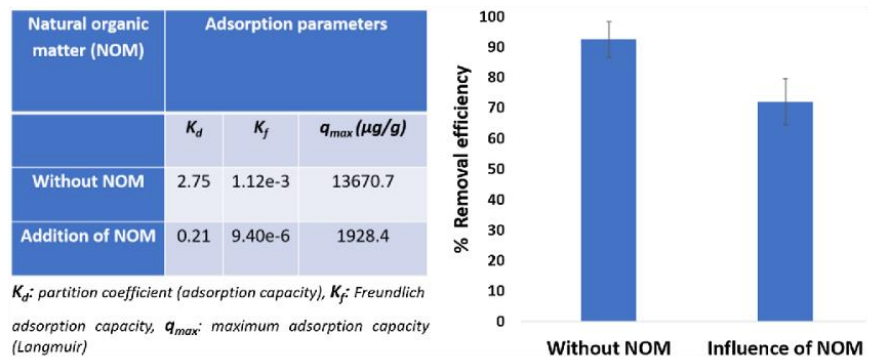 Natural organic matter (NOM) Adsorption parameters
Kd Kf qmax (μg/g)
Without NOM 2.75 1.12e-3 13670.7
Addition of NOM 0.21 9.40e-6 1928.4
Kd: partition coefficient (adsorption capacity), Kf: Freundlich
adsorption capacity, qmax: maximum adsorption capacity
(Langmuir)
% Removal efficiency
100
90
80
70
60
50
40
30
20
10
0
Without NOM Influence of NOM